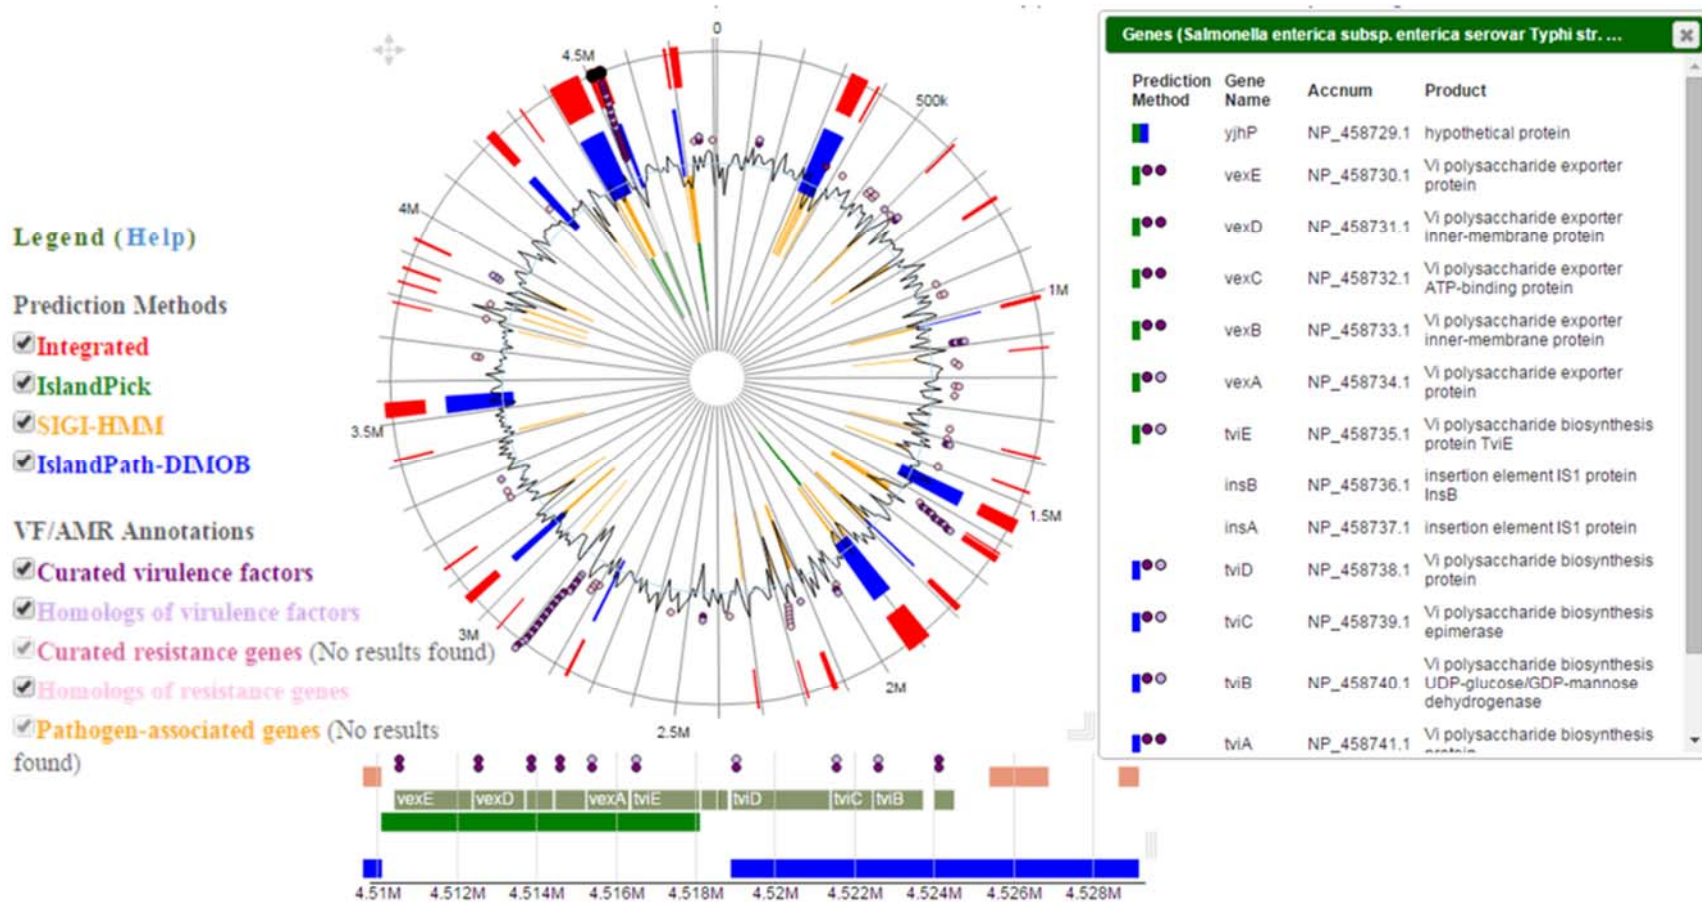 Legend (Help)
Prediction Methods
Integrated
IslandPick
SIGI-HMM
IslandPath-DIMOB
VF/AMR Annotations
Curated virulence factors
Homologs of virulence factors
Curated resistance genes (No results found)
Homologs of resistance genes
Pathogen-associated genes (No results
found)
0
500k
1M
1.5M
2M
2.5M
3M
3.5M
4M
4.5M
Genes (Salmonella enterica subsp. enterica serovar Typhi str. ...
Prediction Gene
Method Name Accnum Product
yjhP NP_458729.1 hypothetical protein
vexE NP_458730.1 Vi polysaccharide exporter
protein
vexD NP_458731.1 Vi polysaccharide exporter
inner-membrane protein
vexC NP_458732.1 Vi polysaccharide exporter
ATP-binding protein
vexB NP_458733.1 Vi polysaccharide exporter
inner-membrane protein
vexA NP_458734.1 Vi polysaccharide exporter
protein
tviE NP_458735.1 Vi polysaccharide biosynthesis
protein TviE
insB NP_458736.1 insertion element IS1 protein
InsB
insA NP_458737.1 insertion element IS1 protein
tviD NP_458738.1 Vi polysaccharide biosynthesis
protein
tviC NP_458739.1 Vi polysaccharide biosynthesis
epimerase
tviB NP_458740.1 Vi polysaccharide biosynthesis
UDP-glucose/GDP-mannose
dehydrogenase
tviA NP_458741.1 Vi polysaccharide biosynthesis
vexE vexD vexA tviE tviD tviC tviB
4.51M 4.512M 4.514M 4.516M 4.518M 4.52M 4.522M 4.524M 4.526M 4.528M